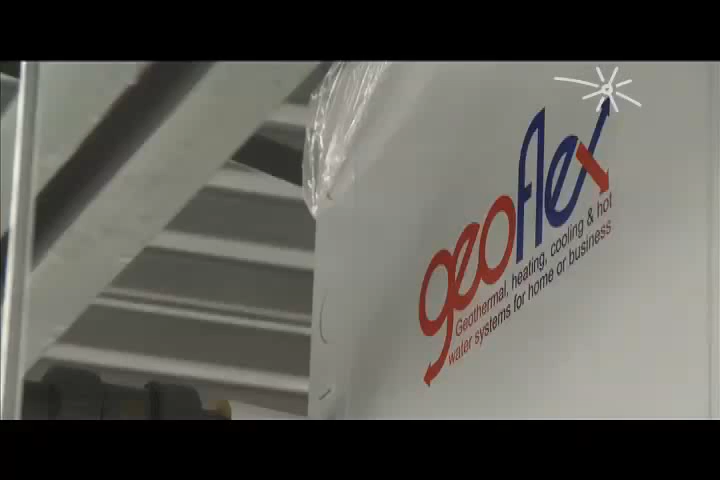 geoflex
Geothermal, heating, cooling & hot
water systems for home or business